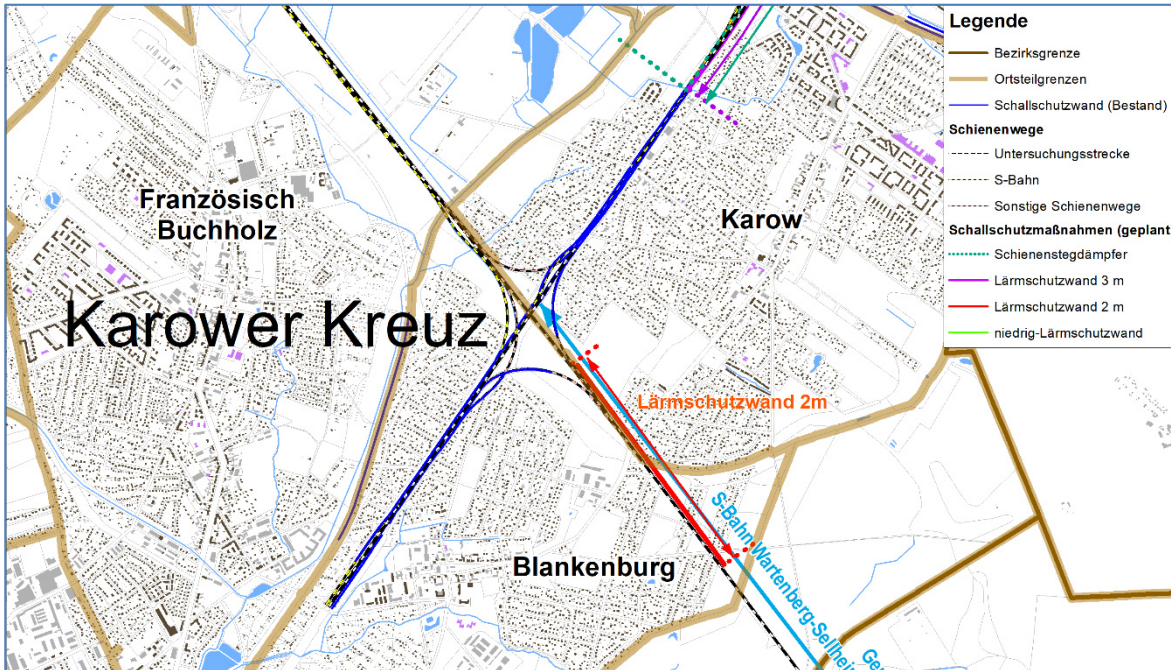 Legende
Bezirksgrenze
Ortsteilgrenzen
Schallschutzwand (Bestand)
Schienenwege
Untersuchungsstrecke
S-Bahn
Sonstige Schienenwege
Schallschutzmaßnahmen (geplant
Schienenstegdämpfer
Lärmschutzwand 3 m
Lärmschutzwand 2 m
niedrig-Lärmschutzwand
Französisch
Buchholz
Karow
Karower Kreuz
Lärmschutzwand 2m
S-Bahn Wartenberg-Sellhei
Blankenburg
Ge